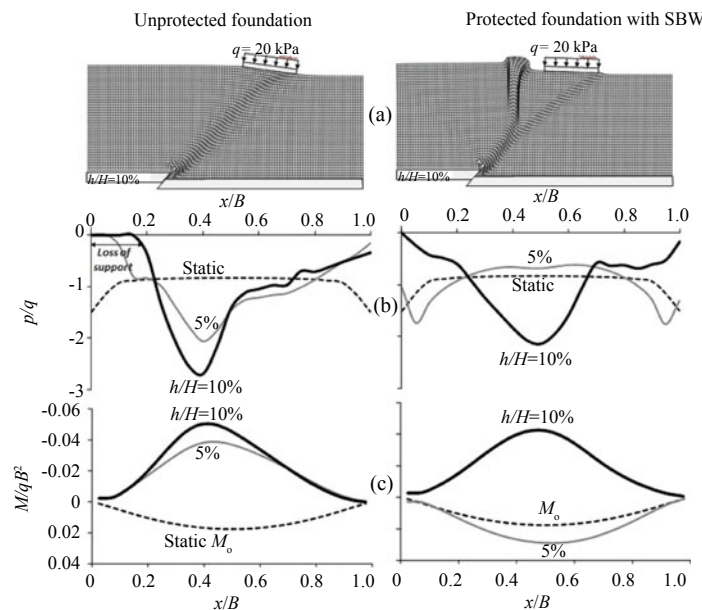 Unprotected foundation
Protected foundation with SBW
q= 20 kPa
q= 20 kPa
(a)
h/H=10%
h/H=10%
x/B
x/B
0 0.2 0.4 0.6 0.8 1.0
0 0.2 0.4 0.6 0.8 1.0
0
-1
-2
-3
p/q
Loss of
support
Static
5%
h/H=10%
(b)
5%
Static
h/H=10%
-0.06
-0.04
-0.02
0
0.02
0.04
M/qB²
h/H=10%
5%
Static Mo
(c)
h/H=10%
Mo
5%
0 0.2 0.4 0.6 0.8 1.0
0 0.2 0.4 0.6 0.8 1.0
x/B
x/B